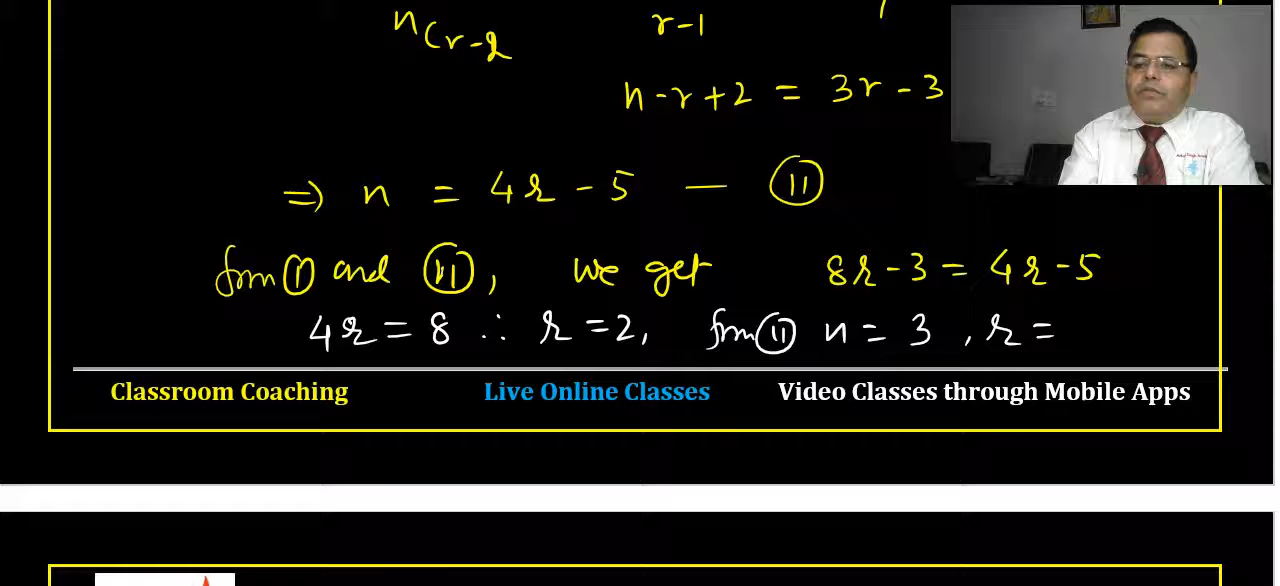 nCr-2 r-1
n-r+2 = 3r-3
=> n = 4r-5 — (II)
from (I) and (II), we get 8r-3 = 4r-5
4r = 8 ∴ r = 2, from (II) n = 3, r =
Classroom Coaching Live Online Classes Video Classes through Mobile Apps